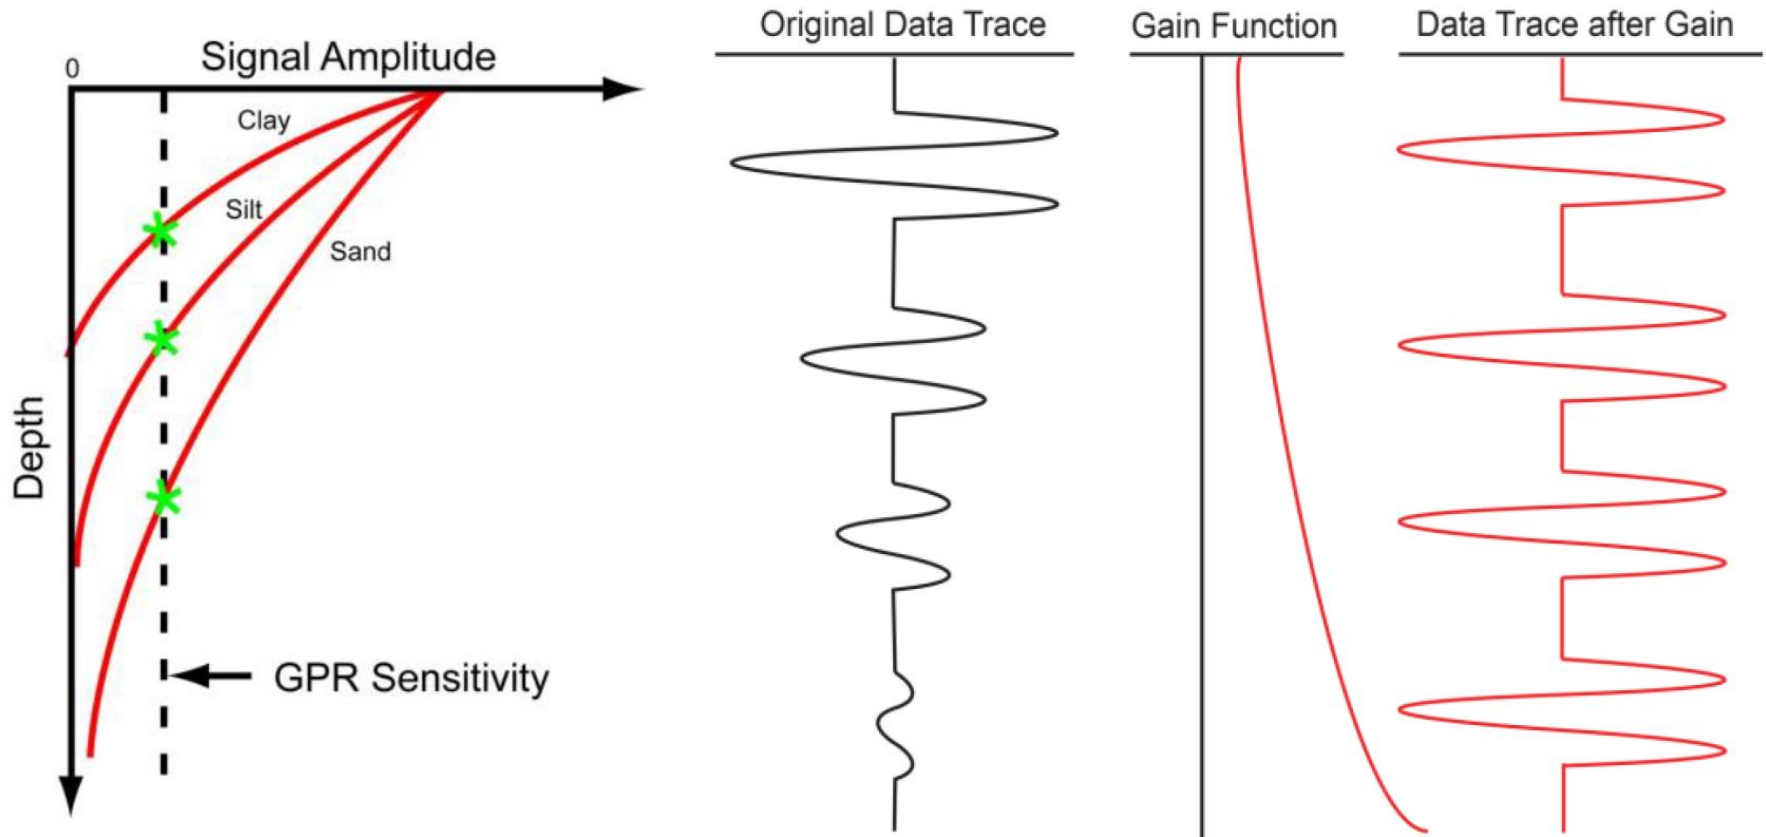 0
Signal Amplitude
Clay
Silt
Sand
Depth
GPR Sensitivity
Original Data Trace
Gain Function
Data Trace after Gain